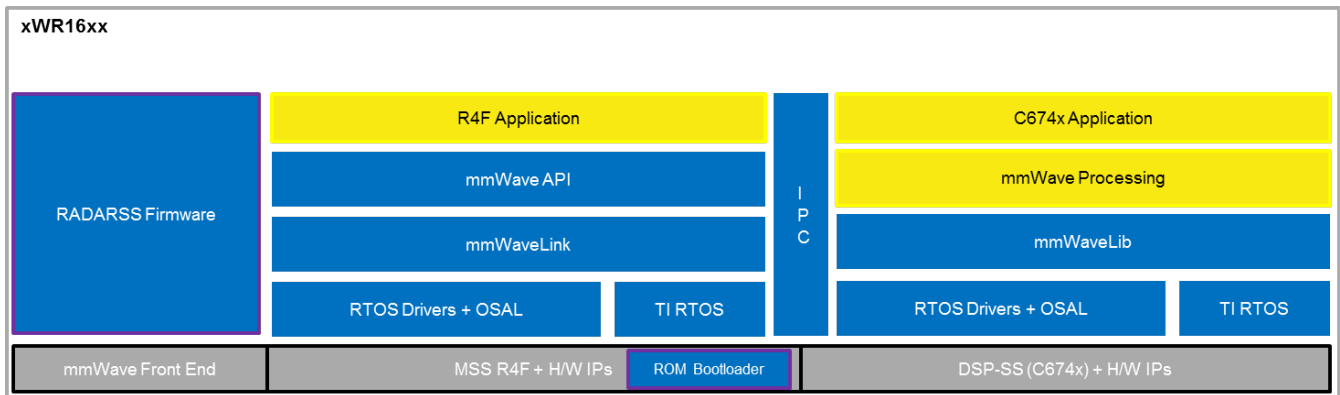 xWR16xx
RADARSS Firmware
R4F Application
mmWave API
mmWaveLink
RTOS Drivers + OSAL
TI RTOS
I
P
C
C674x Application
mmWave Processing
mmWaveLib
RTOS Drivers + OSAL
TI RTOS
mmWave Front End
MSS R4F + H/W IPs
ROM Bootloader
DSP-SS (C674x) + H/W IPs